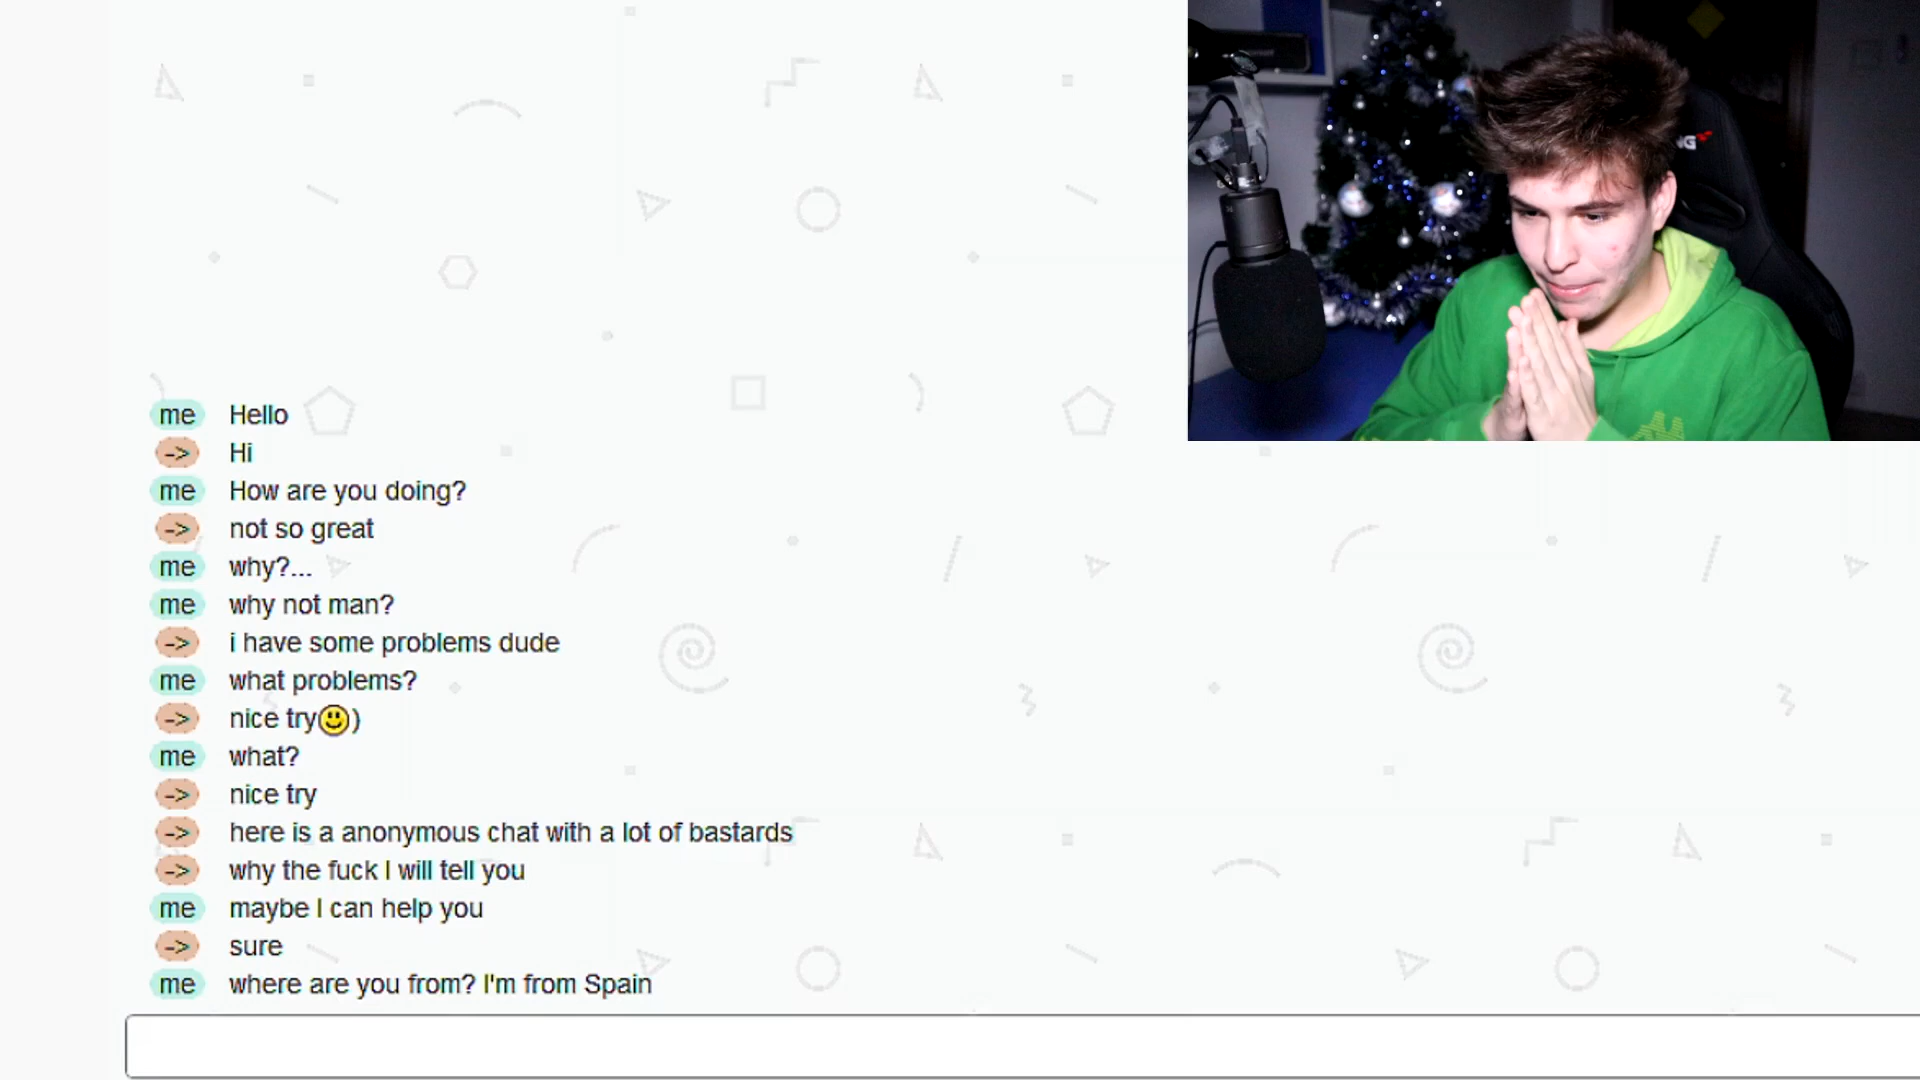 me Hello
-> Hi
me How are you doing?
-> not so great
me why?...
me why not man?
-> i have some problems dude
me what problems?
-> nice try🙂)
me what?
-> nice try
-> here is a anonymous chat with a lot of bastards
-> why the fuck I will tell you
me maybe I can help you
-> sure
me where are you from? I'm from Spain